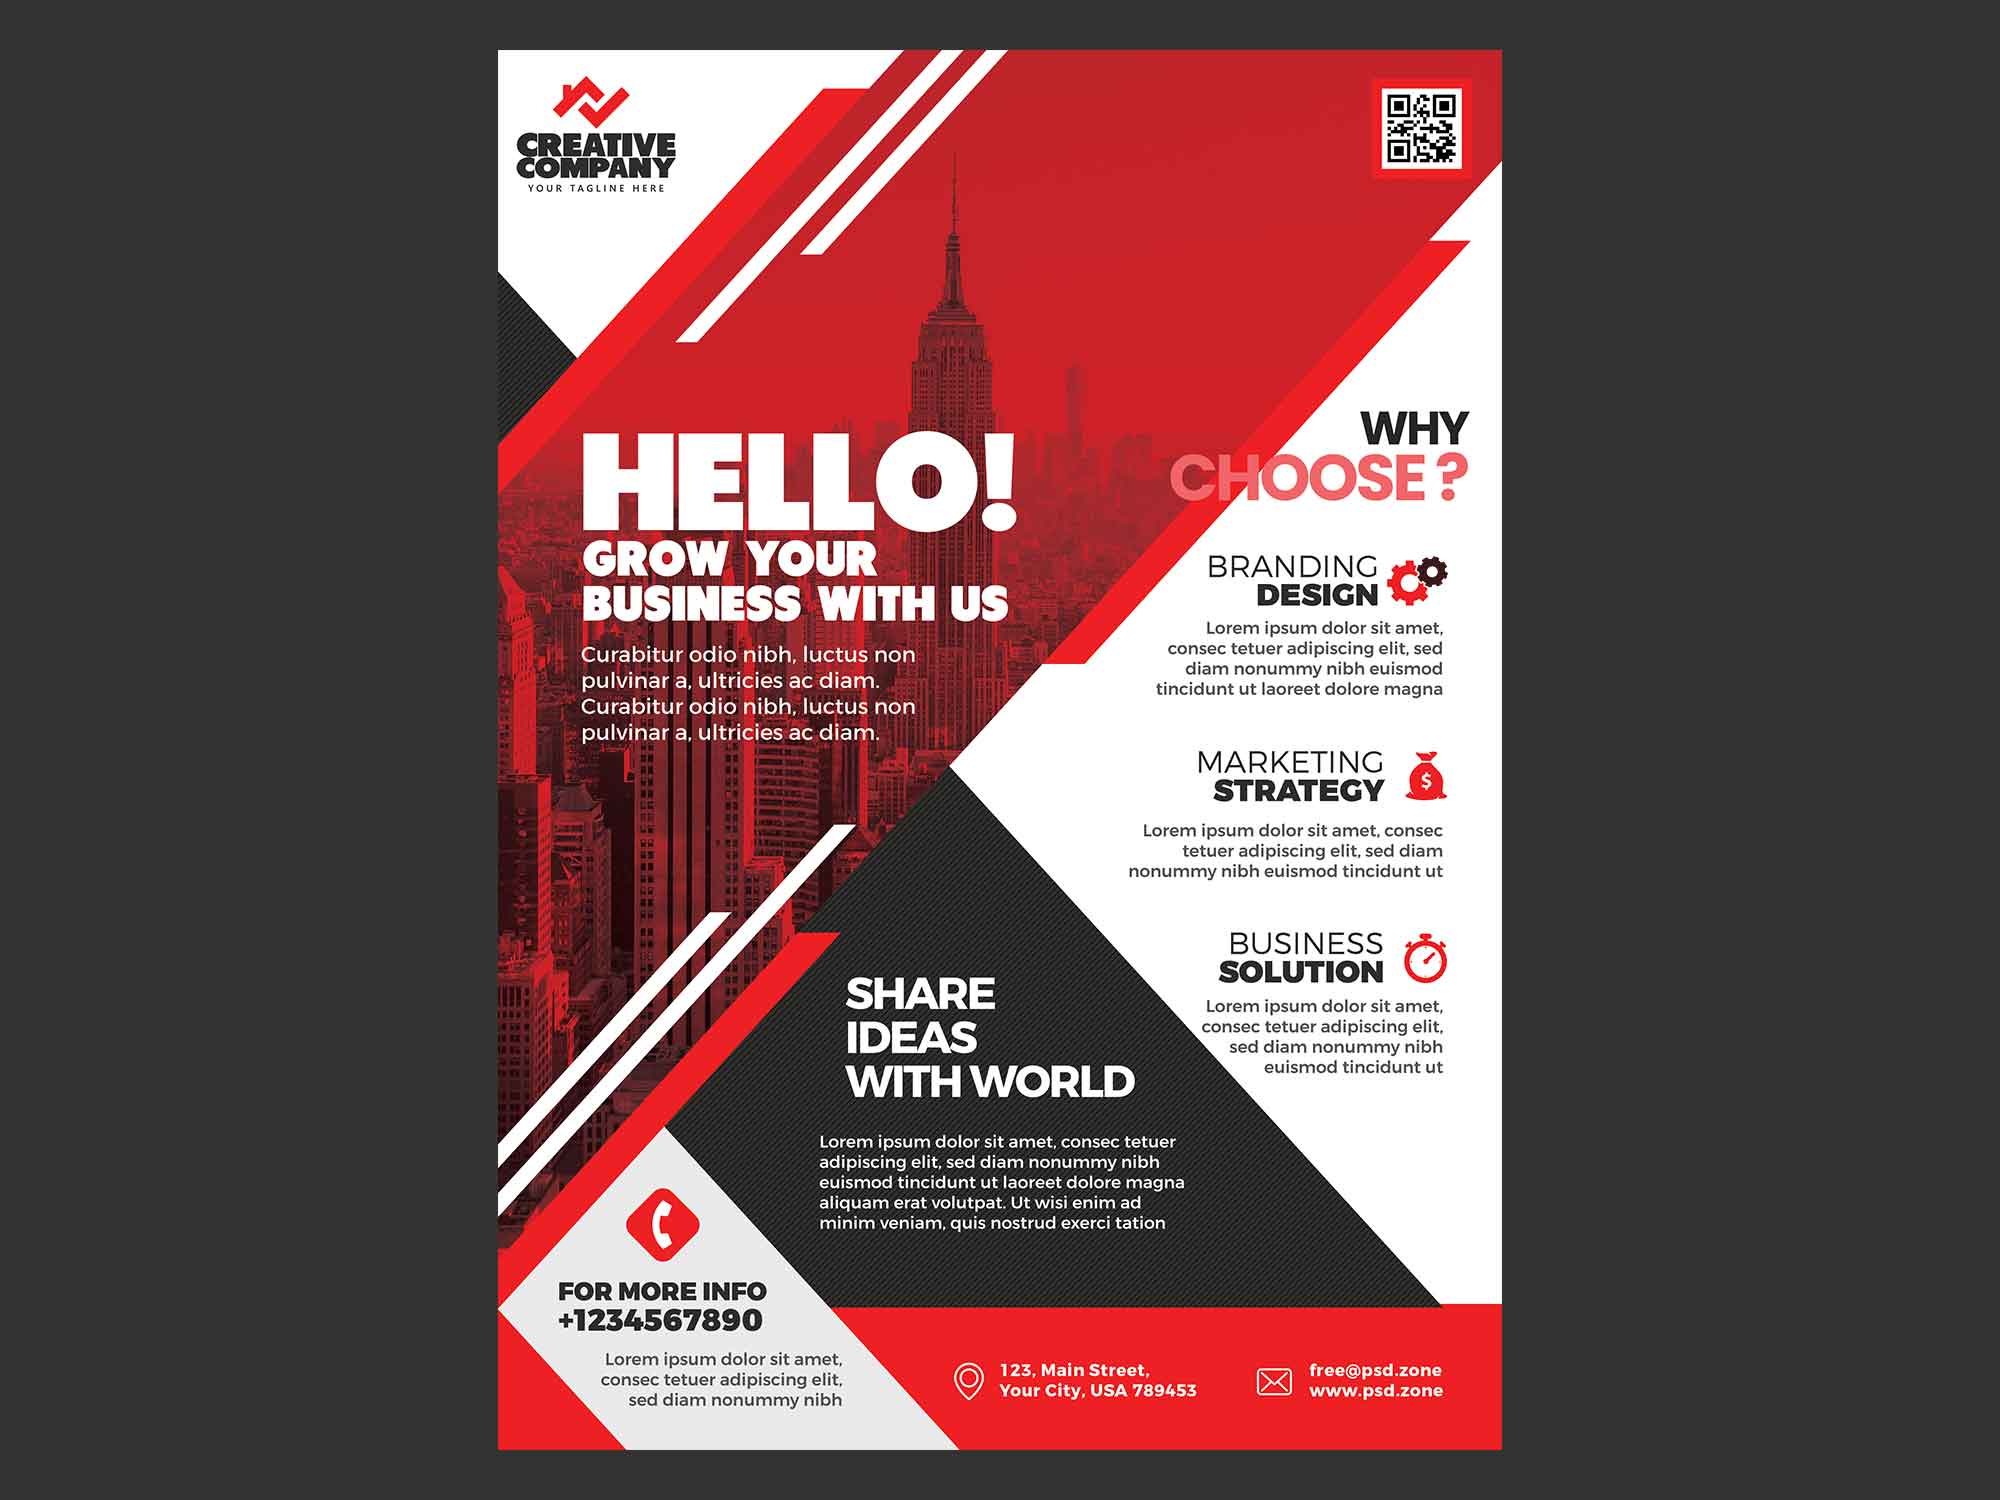 CREATIVE
COMPANY
YOUR TAGLINE HERE
HELLO!
GROW YOUR
BUSINESS WITH US
Curabitur odio nibh, luctus non
pulvinar a, ultricies ac diam.
Curabitur odio nibh, luctus non
pulvinar a, ultricies ac diam.
WHY
CHOOSE?
BRANDING
DESIGN
Lorem ipsum dolor sit amet,
consec tetuer adipiscing elit, sed
diam nonummy nibh euismod
tincidunt ut laoreet dolore magna
MARKETING
STRATEGY
$
Lorem ipsum dolor sit amet, consec
tetuer adipiscing elit, sed diam
nonummy nibh euismod tincidunt ut
BUSINESS
SOLUTION
Lorem ipsum dolor sit amet,
consec tetuer adipiscing elit,
sed diam nonummy nibh
euismod tincidunt ut
SHARE
IDEAS
WITH WORLD
Lorem ipsum dolor sit amet, consec tetuer
adipiscing elit, sed diam nonummy nibh
euismod tincidunt ut laoreet dolore magna
aliquam erat volutpat. Ut wisi enim ad
minim veniam, quis nostrud exerci tation
FOR MORE INFO
+1234567890
Lorem ipsum dolor sit amet,
consec tetuer adipiscing elit,
sed diam nonummy nibh
123, Main Street,
Your City, USA 789453
free@psd.zone
www.psd.zone